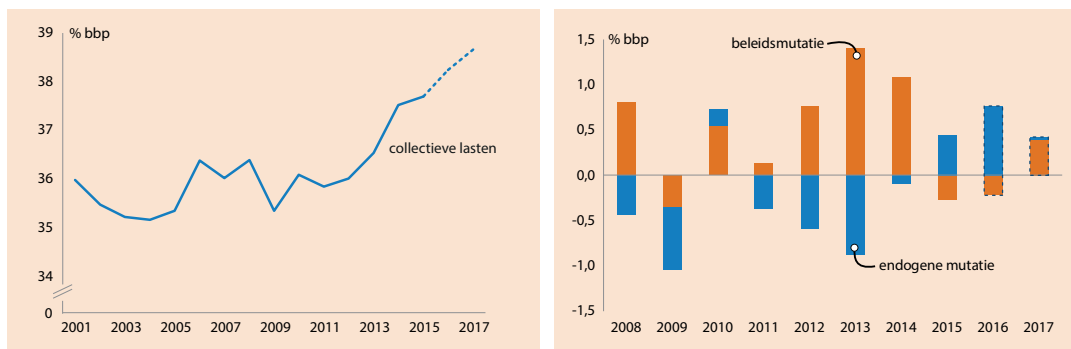 % bbp
39
38
37
36
35
34
0
collectieve lasten
2001 2003 2005 2007 2009 2011 2013 2015 2017
% bbp
1,5
1,0
0,5
0,0
-0,5
-1,0
-1,5
beleidsmutatie
endogene mutatie
2008 2009 2010 2011 2012 2013 2014 2015 2016 2017